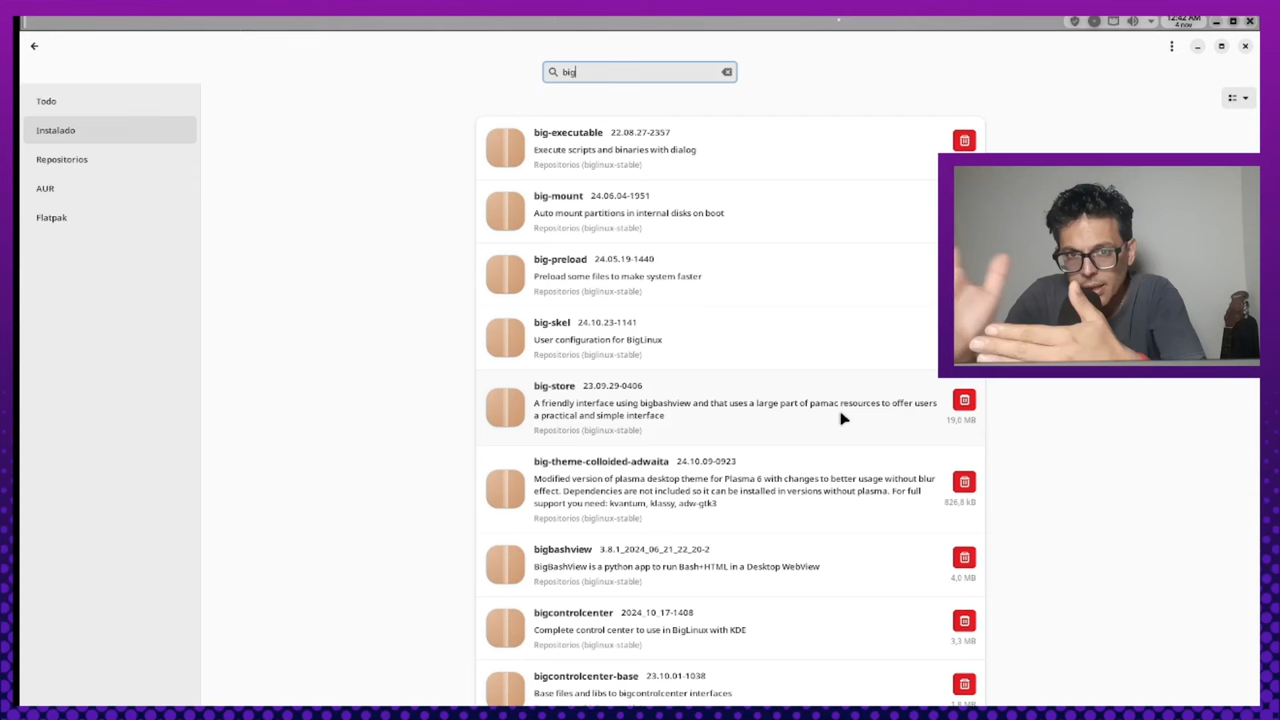 12:42 AM
4 nov
big
Todo
Instalado
Repositorios
AUR
Flatpak
big-executable 22.08.27-2357
Execute scripts and binaries with dialog
Repositorios (biglinux-stable)
big-mount 24.06.04-1951
Auto mount partitions in internal disks on boot
Repositorios (biglinux-stable)
big-preload 24.05.19-1440
Preload some files to make system faster
Repositorios (biglinux-stable)
big-skel 24.10.23-1141
User configuration for BigLinux
Repositorios (biglinux-stable)
big-store 23.09.29-0406
A friendly interface using bigbashview and that uses a large part of pamac resources to offer users
a practical and simple interface
Repositorios (biglinux-stable)
19,0 MB
big-theme-colloided-adwaita 24.10.09-0923
Modified version of plasma desktop theme for Plasma 6 with changes to better usage without blur
effect. Dependencies are not included so it can be installed in versions without plasma. For full
support you need: kvantum, klassy, adw-gtk3
Repositorios (biglinux-stable)
826,8 kB
bigbashview 3.8.1_2024_06_21_22_20-2
BigBashView is a python app to run Bash+HTML in a Desktop WebView
Repositorios (biglinux-stable)
4,0 MB
bigcontrolcenter 2024_10_17-1408
Complete control center to use in BigLinux with KDE
Repositorios (biglinux-stable)
3,3 MB
bigcontrolcenter-base 23.10.01-1038
Base files and libs to bigcontrolcenter interfaces
1,8 MB